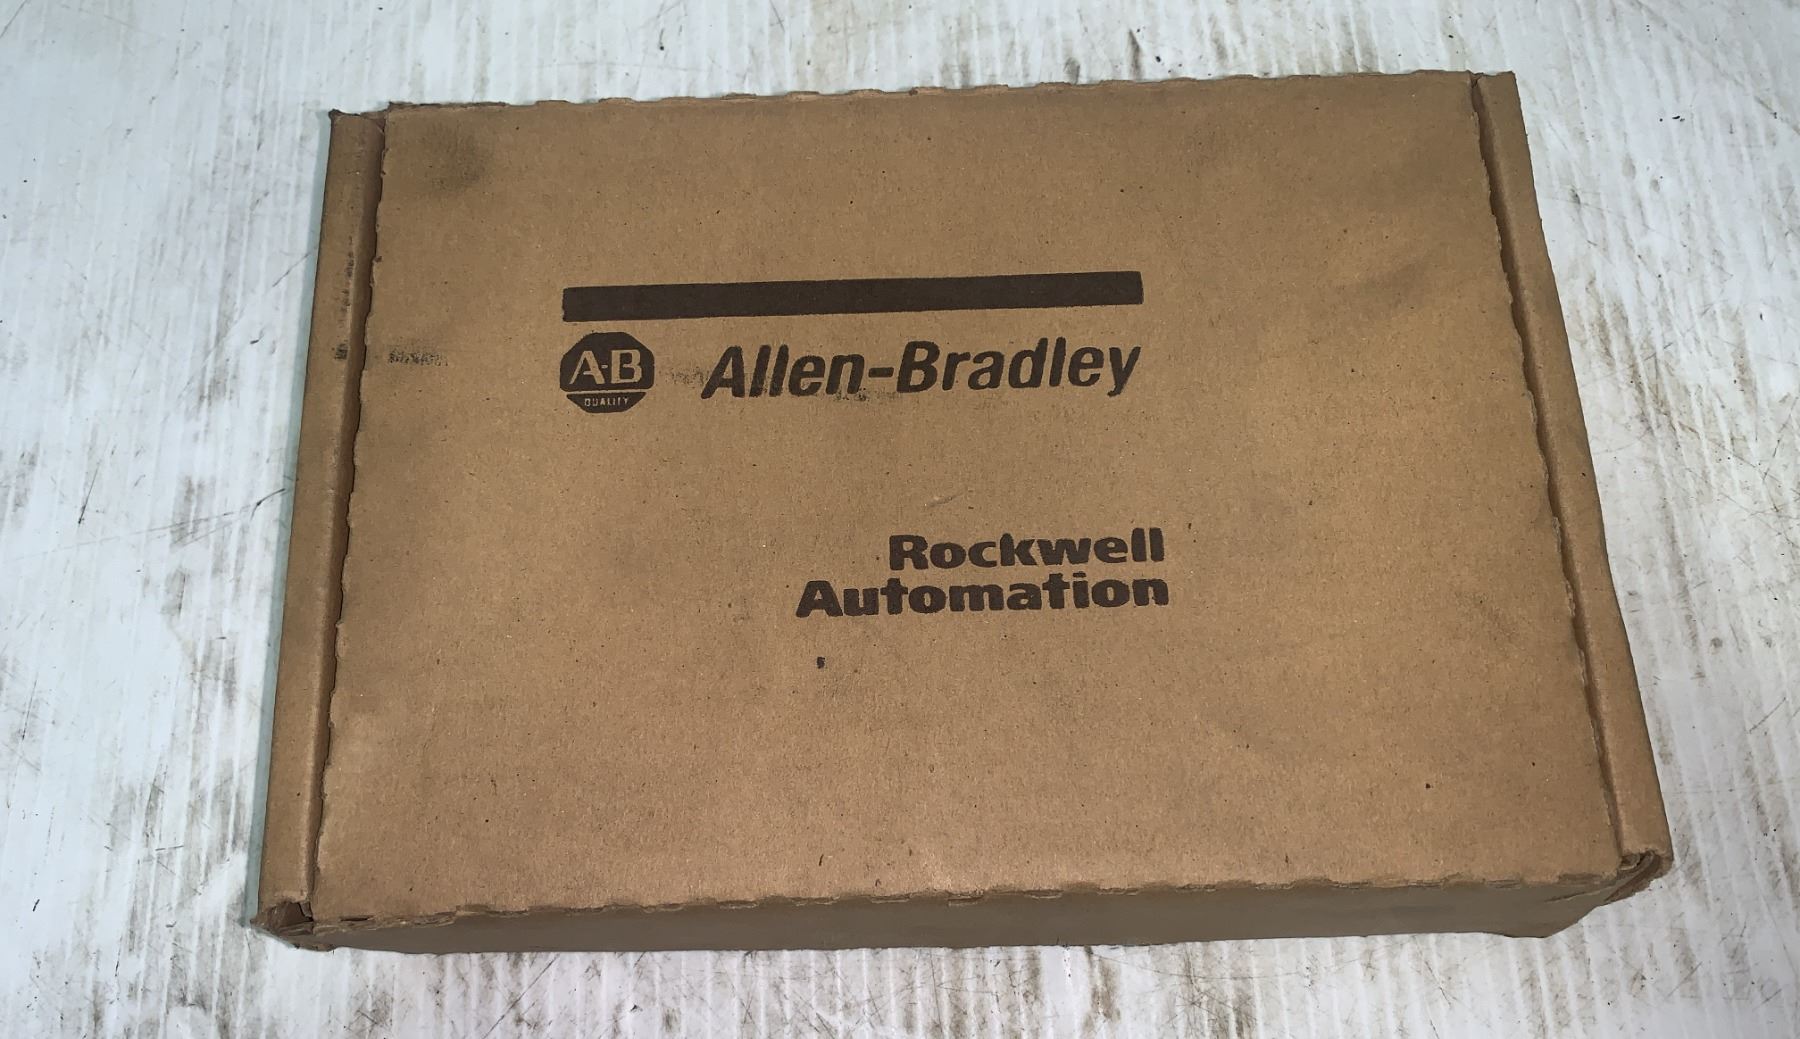 A-B
QUALITY
Allen-Bradley
Rockwell
Automation